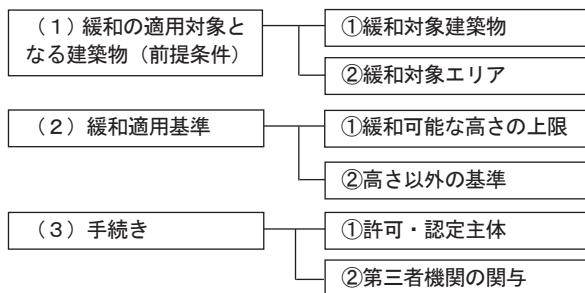 （１）緩和の適用対象と
なる建築物（前提条件）
①緩和対象建築物
②緩和対象エリア
（２）緩和適用基準
①緩和可能な高さの上限
②高さ以外の基準
（３）手続き
①許可・認定主体
②第三者機関の関与